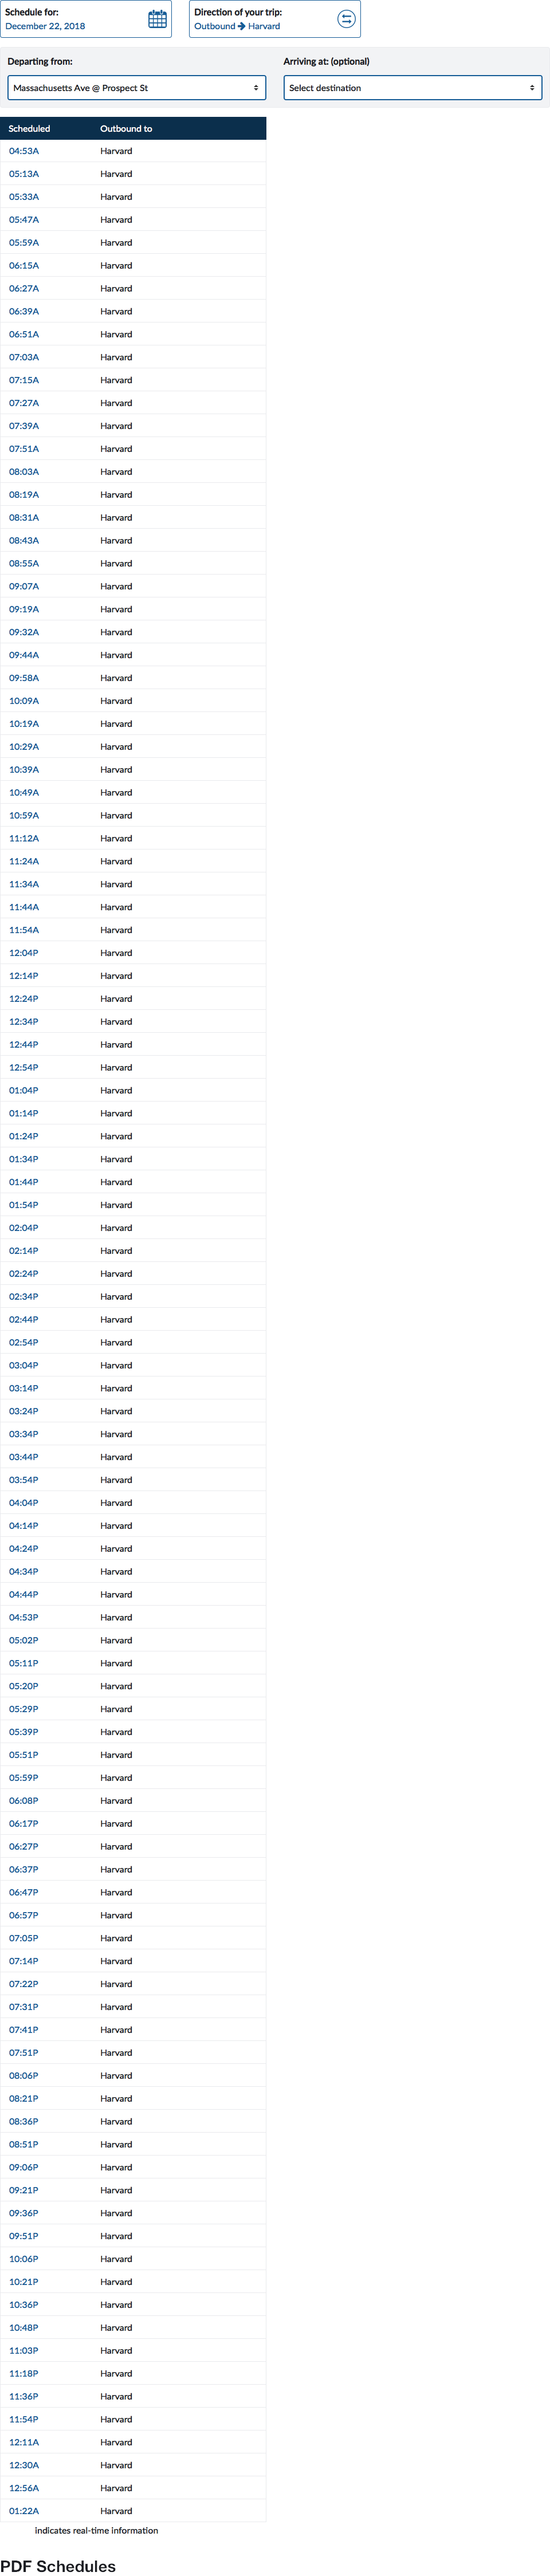 Schedule for:
December 22, 2018
Direction of your trip:
Outbound → Harvard
Departing from:
Massachusetts Ave @ Prospect St
Arriving at: (optional)
Select destination
Scheduled Outbound to
04:53A Harvard
05:13A Harvard
05:33A Harvard
05:47A Harvard
05:59A Harvard
06:15A Harvard
06:27A Harvard
06:39A Harvard
06:51A Harvard
07:03A Harvard
07:15A Harvard
07:27A Harvard
07:39A Harvard
07:51A Harvard
08:03A Harvard
08:19A Harvard
08:31A Harvard
08:43A Harvard
08:55A Harvard
09:07A Harvard
09:19A Harvard
09:32A Harvard
09:44A Harvard
09:58A Harvard
10:09A Harvard
10:19A Harvard
10:29A Harvard
10:39A Harvard
10:49A Harvard
10:59A Harvard
11:12A Harvard
11:24A Harvard
11:34A Harvard
11:44A Harvard
11:54A Harvard
12:04P Harvard
12:14P Harvard
12:24P Harvard
12:34P Harvard
12:44P Harvard
12:54P Harvard
01:04P Harvard
01:14P Harvard
01:24P Harvard
01:34P Harvard
01:44P Harvard
01:54P Harvard
02:04P Harvard
02:14P Harvard
02:24P Harvard
02:34P Harvard
02:44P Harvard
02:54P Harvard
03:04P Harvard
03:14P Harvard
03:24P Harvard
03:34P Harvard
03:44P Harvard
03:54P Harvard
04:04P Harvard
04:14P Harvard
04:24P Harvard
04:34P Harvard
04:44P Harvard
04:53P Harvard
05:02P Harvard
05:11P Harvard
05:20P Harvard
05:29P Harvard
05:39P Harvard
05:51P Harvard
05:59P Harvard
06:08P Harvard
06:17P Harvard
06:27P Harvard
06:37P Harvard
06:47P Harvard
06:57P Harvard
07:05P Harvard
07:14P Harvard
07:22P Harvard
07:31P Harvard
07:41P Harvard
07:51P Harvard
08:06P Harvard
08:21P Harvard
08:36P Harvard
08:51P Harvard
09:06P Harvard
09:21P Harvard
09:36P Harvard
09:51P Harvard
10:06P Harvard
10:21P Harvard
10:36P Harvard
10:48P Harvard
11:03P Harvard
11:18P Harvard
11:36P Harvard
11:54P Harvard
12:11A Harvard
12:30A Harvard
12:56A Harvard
01:22A Harvard
indicates real-time information
PDF Schedules